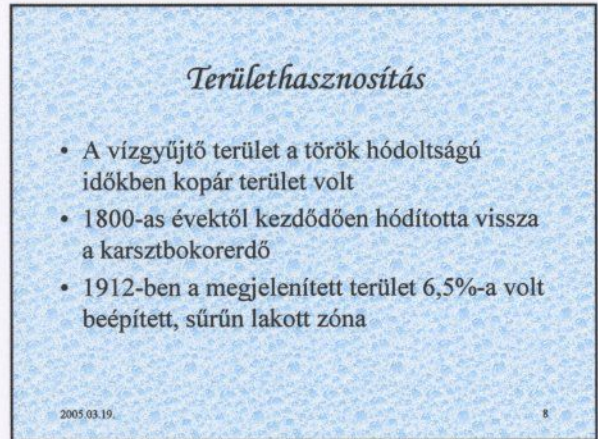 Területhasznosítás
• A vízgyűjtő terület a török hódoltságú
időkben kopár terület volt
• 1800-as évektől kezdődően hódította vissza
a karsztbokorerdő
• 1912-ben a megjelenített terület 6,5%-a volt
beépített, sűrűn lakott zóna
2005.03.19.
8